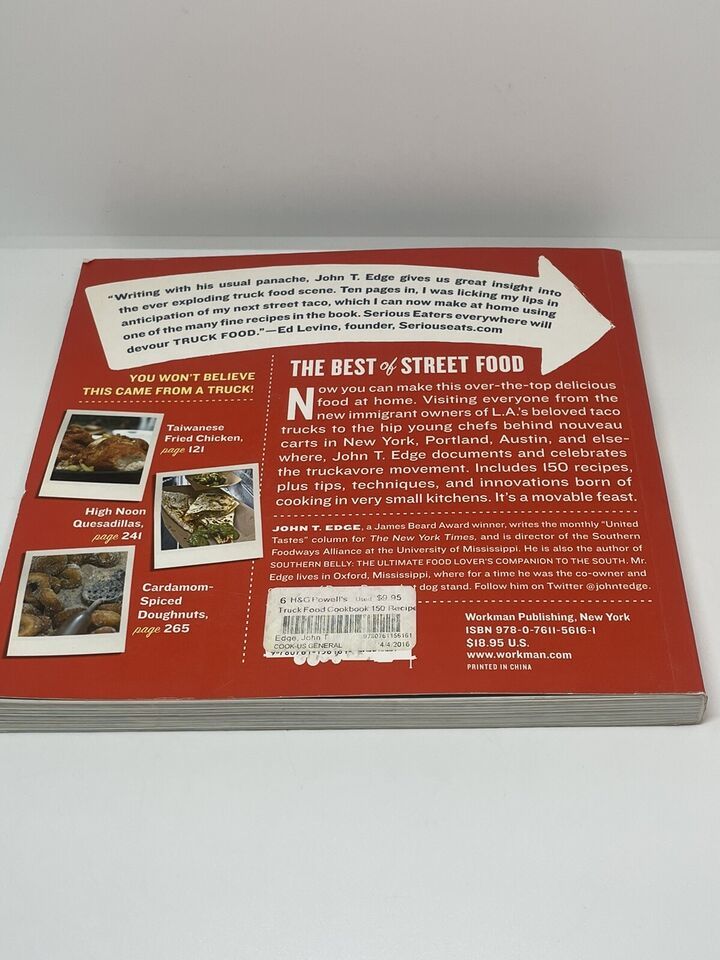 "Writing with his usual panache, John T. Edge gives us great insight into
the ever exploding truck food scene. Ten pages in, I was licking my lips in
anticipation of my next street taco, which I can now make at home using
one of the many fine recipes in the book. Serious Eaters everywhere will
devour TRUCK FOOD."—Ed Levine, founder, Seriouseats.com
YOU WON'T BELIEVE
THIS CAME FROM A TRUCK!
Taiwanese
Fried Chicken,
page 121
High Noon
Quesadillas,
page 241
Cardamom-
Spiced
Doughnuts,
page 265
THE BEST of STREET FOOD
Now you can make this over-the-top delicious
food at home. Visiting everyone from the
new immigrant owners of L.A.'s beloved taco
trucks to the hip young chefs behind nouveau
carts in New York, Portland, Austin, and else-
where, John T. Edge documents and celebrates
the truckavore movement. Includes 150 recipes,
plus tips, techniques, and innovations born of
cooking in very small kitchens. It's a movable feast.
JOHN T. EDGE, a James Beard Award winner, writes the monthly "United
Tastes" column for The New York Times, and is director of the Southern
Foodways Alliance at the University of Mississippi. He is also the author of
SOUTHERN BELLY: THE ULTIMATE FOOD LOVER'S COMPANION TO THE SOUTH. Mr.
Edge lives in Oxford, Mississippi, where for a time he was the co-owner and
dog stand. Follow him on Twitter @johntedge.
6 H&G Powell's Used $9.95
Truck Food Cookbook 150 Recipe
9780761156161
Edge, John T
COOK-US GENERAL 4/4/2016
Workman Publishing, New York
ISBN 978-0-7611-5616-1
$18.95 U.S.
www.workman.com
PRINTED IN CHINA